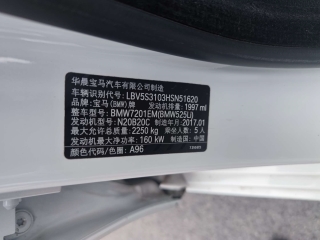 华晨宝马汽车有限公司制造
车辆识别代号: LBV5S3103HSN51620
品牌: 宝马(BMW)牌 发动机排量: 1997 ml
整车型号: BMW7201EM(BMW525Li)
发动机型号: N20B20C 制造年月: 2017.01
最大允许总质量: 2250 kg 乘坐人数: 5 人
发动机最大净功率: 160 kW 制造国: 中国
颜色代码/色番: A96